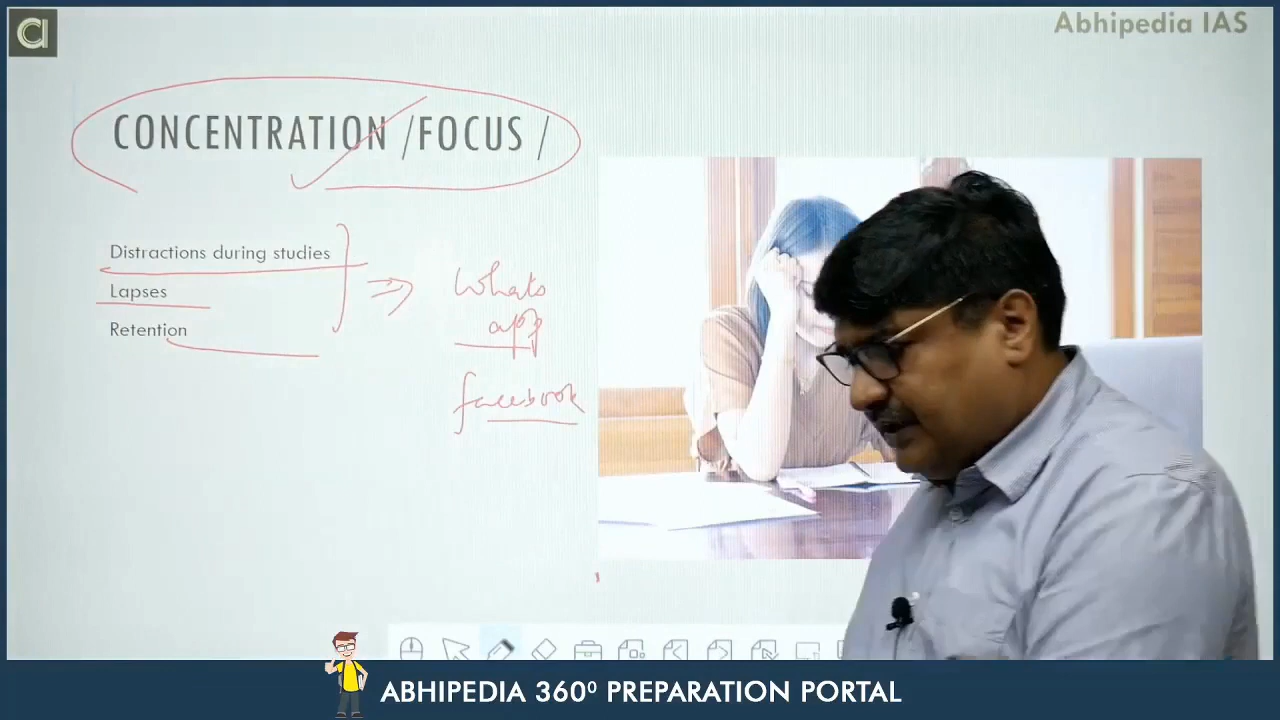 Abhipedia IAS
CONCENTRATION /FOCUS /
Distractions during studies
Lapses
Retention
Whats
app
facebook
ABHIPEDIA 360⁰ PREPARATION PORTAL